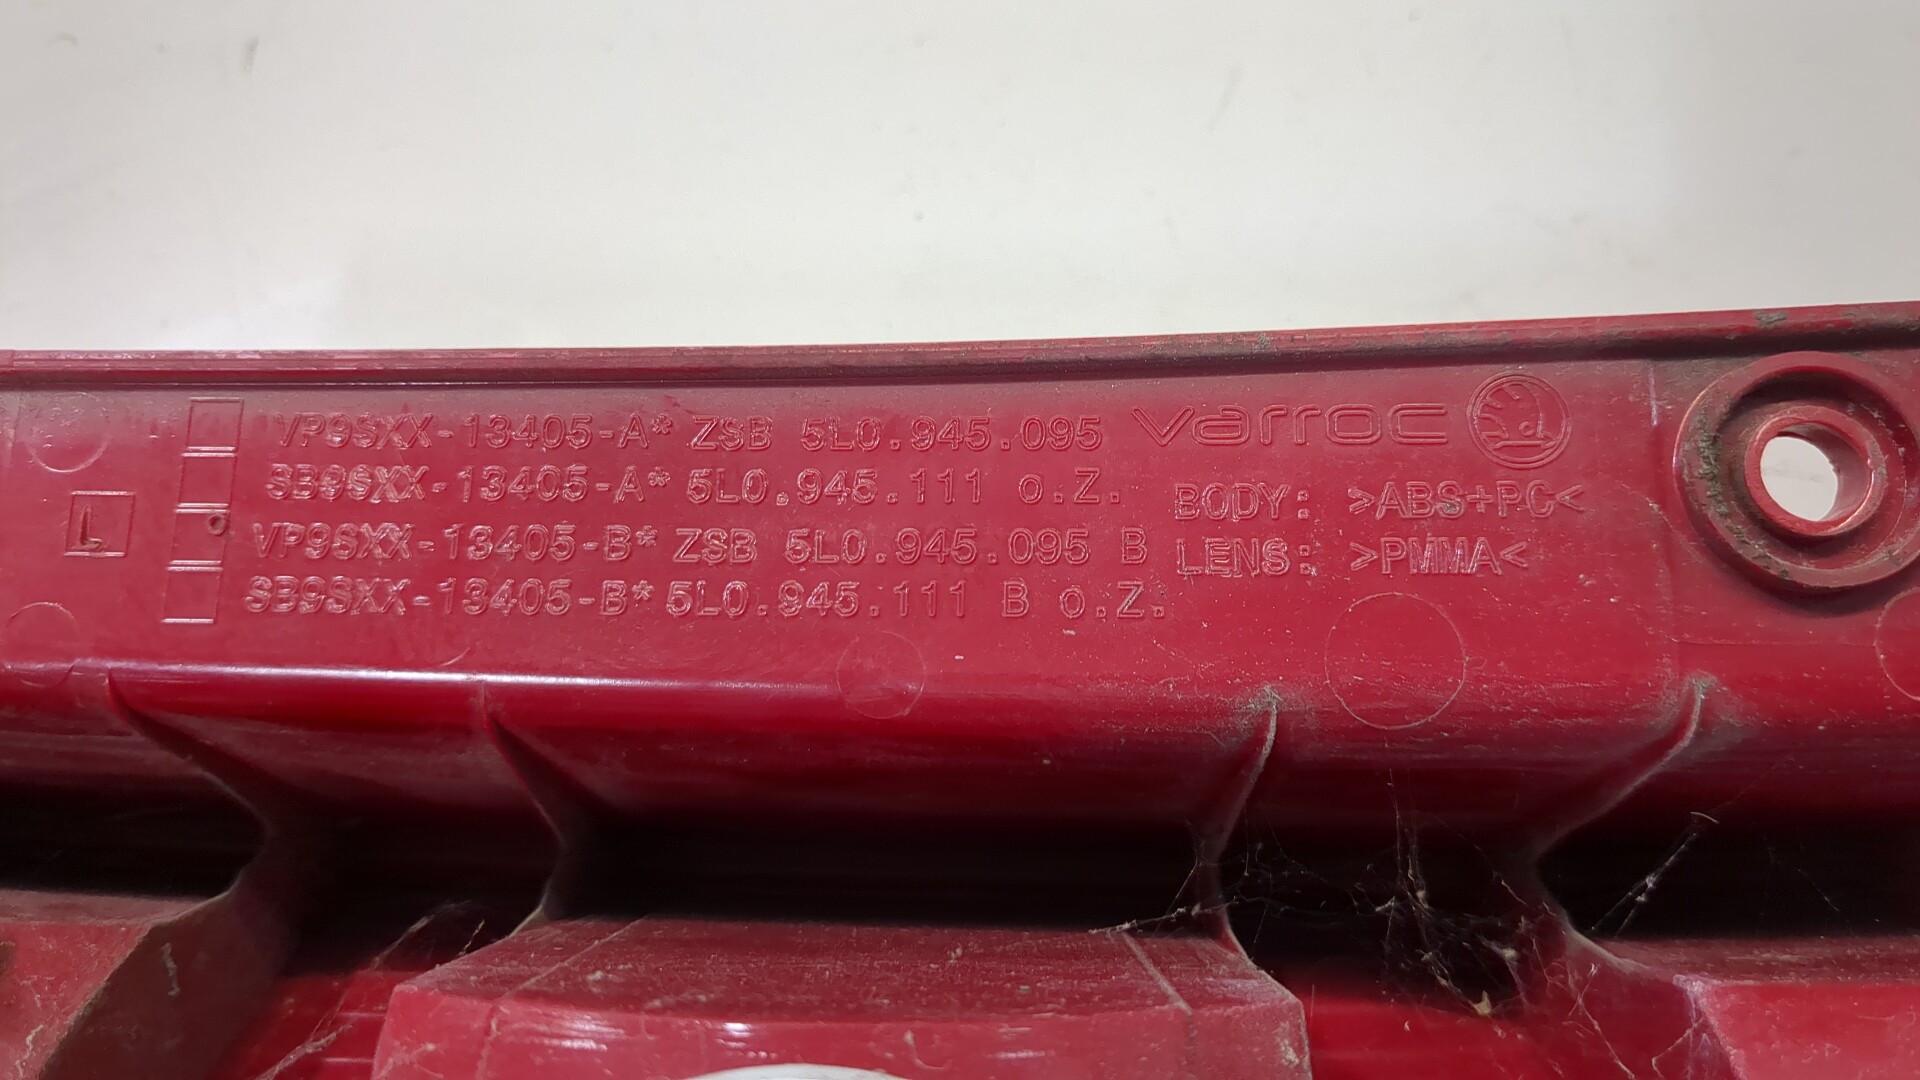 VP9SXX-13405-A* ZSB 5L0.945.095
SB9SXX-13405-A* 5L0.945.111 o.Z.
VP9SXX-13405-B* ZSB 5L0.945.095 B
SB9SXX-13405-B* 5L0.945.111 B o.Z.
varroc
BODY: >ABS+PC<
LENS: >PMMA<
L